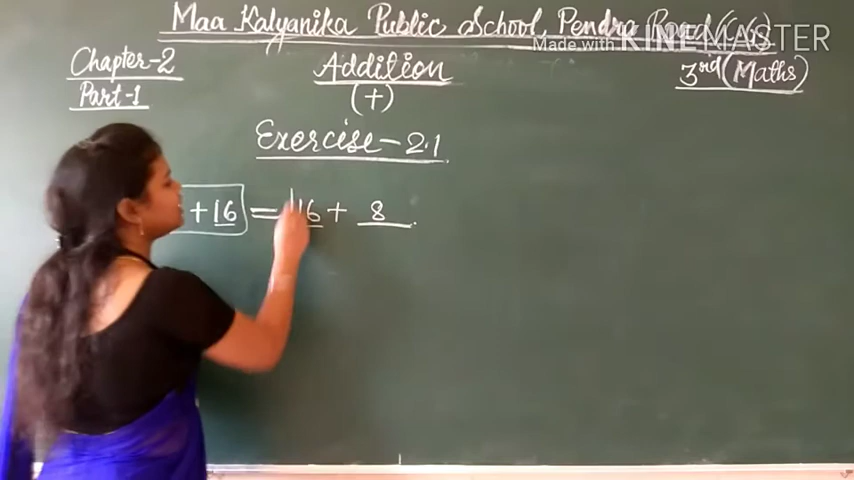 Maa Kalyanika Public School, Pendra Road (CG)
Made with KINEMASTER
Chapter-2
Addition
3rd (Maths)
Part-1
(+)
Exercise-2.1
+ 16 = 16 + 8.